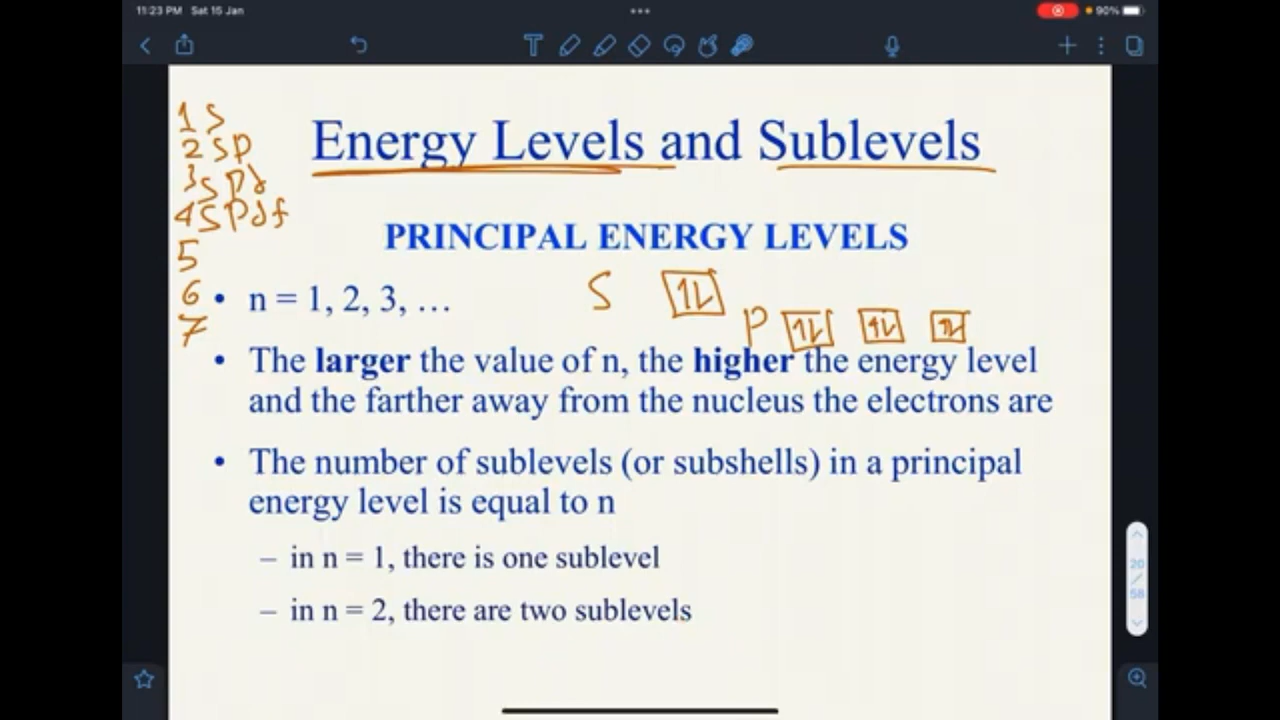 11:23 PM Sat 15 Jan
90%
T
1 S
2 S P
3 S P d
4 S P d f
5
6
7
Energy Levels and Sublevels
PRINCIPAL ENERGY LEVELS
• n = 1, 2, 3, …
S
P
• The larger the value of n, the higher the energy level
and the farther away from the nucleus the electrons are
• The number of sublevels (or subshells) in a principal
energy level is equal to n
– in n = 1, there is one sublevel
– in n = 2, there are two sublevels
20
/
58